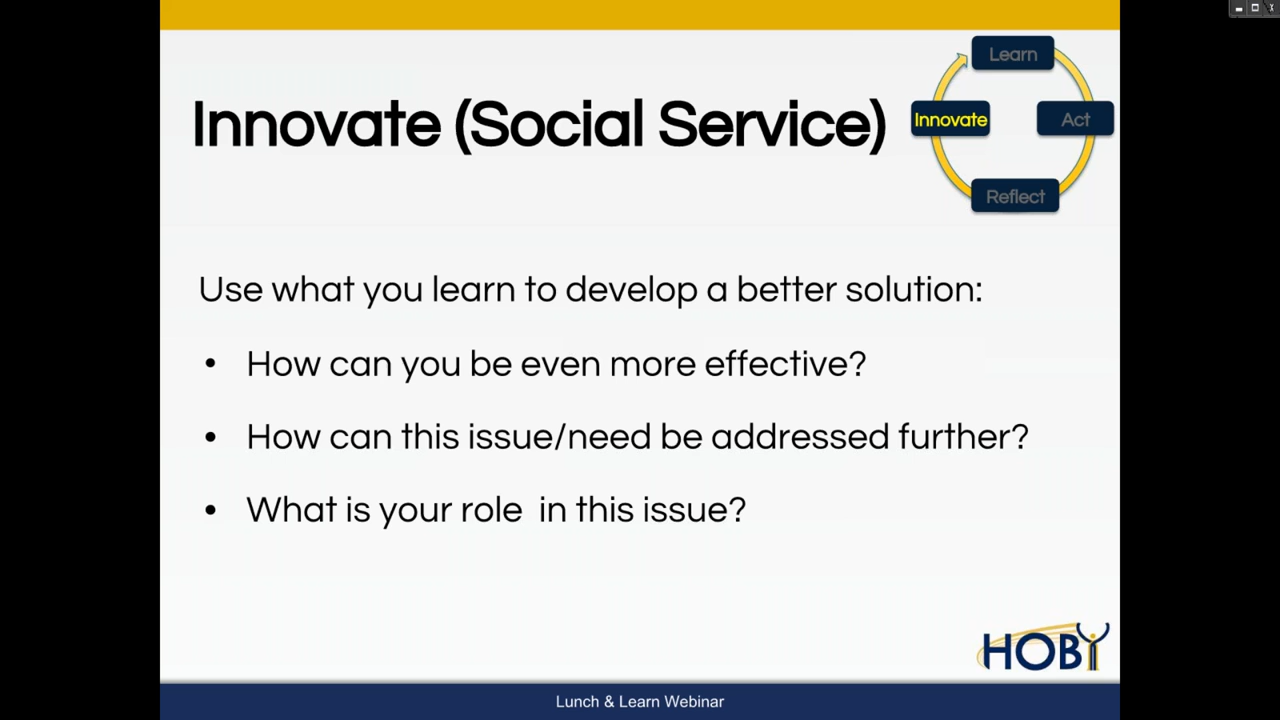 Learn
Innovate (Social Service)
Innovate
Act
Reflect
Use what you learn to develop a better solution:
• How can you be even more effective?
• How can this issue/need be addressed further?
• What is your role  in this issue?
HOBY
Lunch & Learn Webinar